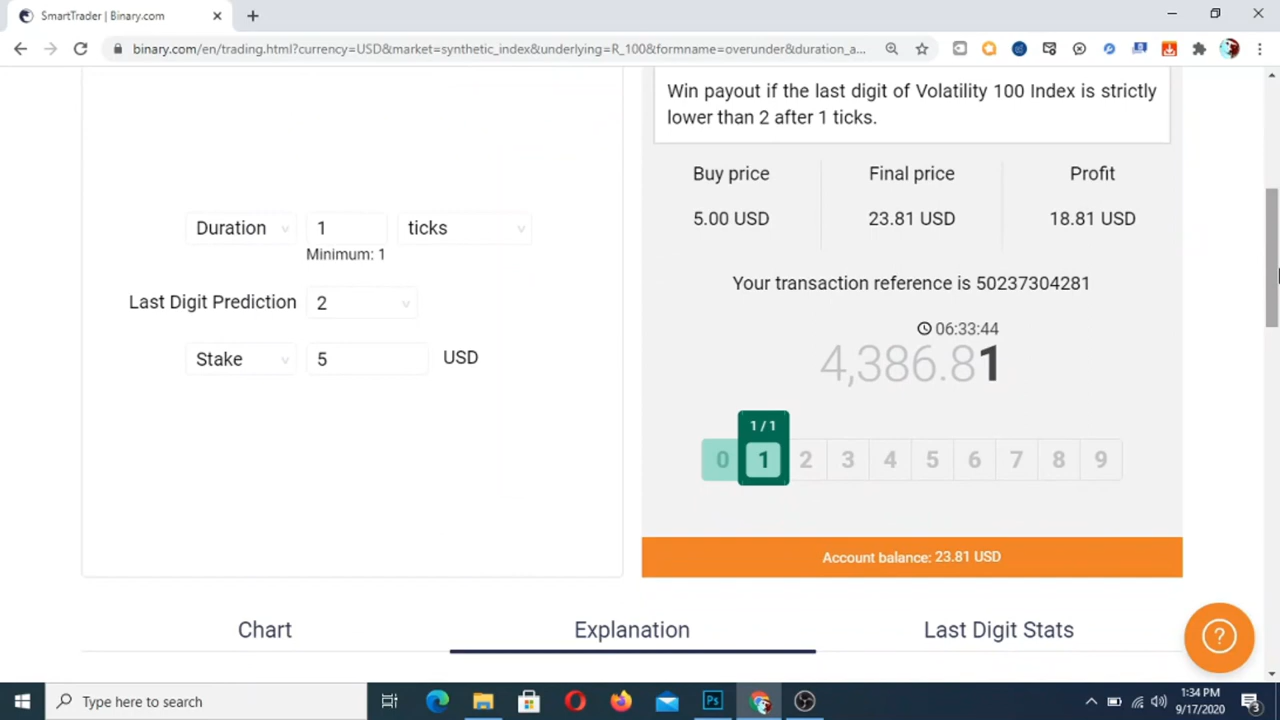 SmartTrader | Binary.com
binary.com/en/trading.html?currency=USD&market=synthetic_index&underlying=R_100&formname=overunder&duration_a...
Win payout if the last digit of Volatility 100 Index is strictly
lower than 2 after 1 ticks.
Buy price Final price Profit
5.00 USD 23.81 USD 18.81 USD
Duration 1 ticks
Minimum: 1
Your transaction reference is 50237304281
Last Digit Prediction 2
06:33:44
Stake 5 USD
4,386.81
1 / 1
0 1 2 3 4 5 6 7 8 9
Account balance: 23.81 USD
Chart Explanation Last Digit Stats
?
Type here to search
Ps
1:34 PM
9/17/2020
3